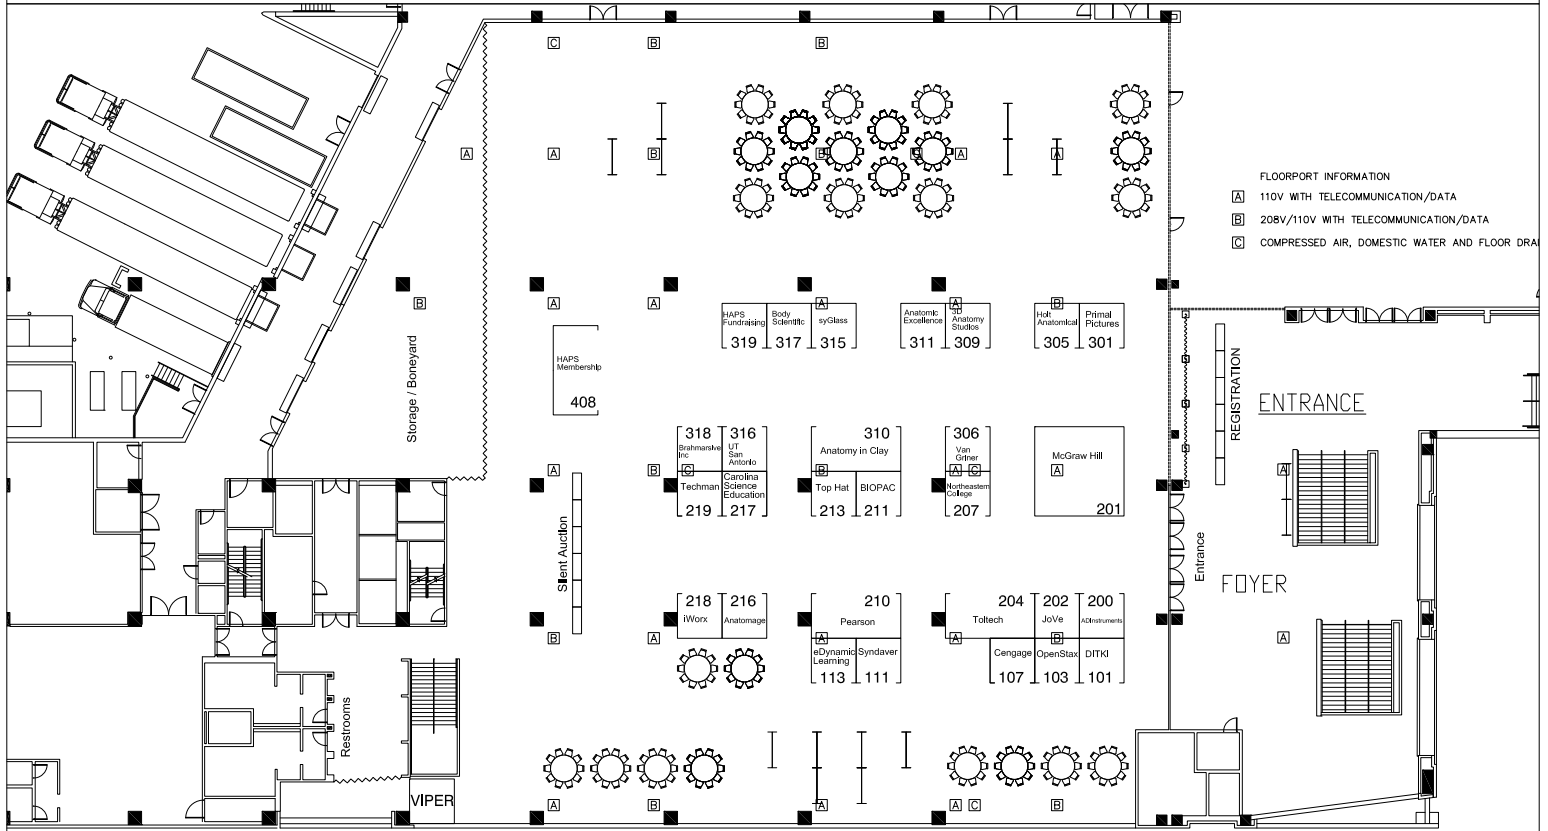 C
B
B
A
A
B
B
C
A
A
FLOORPORT INFORMATION
A 110V WITH TELECOMMUNICATION/DATA
B 208V/110V WITH TELECOMMUNICATION/DATA
C COMPRESSED AIR, DOMESTIC WATER AND FLOOR DRAI
B
A
A
A
A
B
HAPS
Fundraising
319
Body
Scientific
317
syGlass
315
Anatomic
Excellence
311
3D
Anatomy
Studios
309
Holt
Anatomical
305
Primal
Pictures
301
HAPS
Membership
408
Storage / Boneyard
REGISTRATION
ENTRANCE
318
Brahmarsive
Inc
316
UT
San
Antonio
310
Anatomy in Clay
306
Van
Griner
McGraw Hill
201
A
B
C
B
A
C
A
A
Techman
219
Carolina
Science
Education
217
Top Hat
213
BIOPAC
211
Northeastern
College
207
Silent Auction
Entrance
FOYER
218
iWorx
216
Anatomage
210
Pearson
204
Toltech
202
JoVe
200
ADInstruments
B
A
A
A
B
A
eDynamic
Learning
113
Syndaver
111
Cengage
107
OpenStax
103
DITKI
101
Restrooms
VIPER
A
B
A
A
C
B